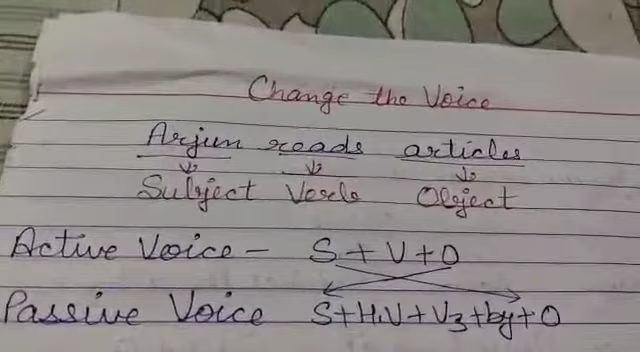 Change the Voice
Arjun reads articles
Subject Verb Object
Active Voice - S + V + O
Passive Voice S + H.V + V3 + by + O